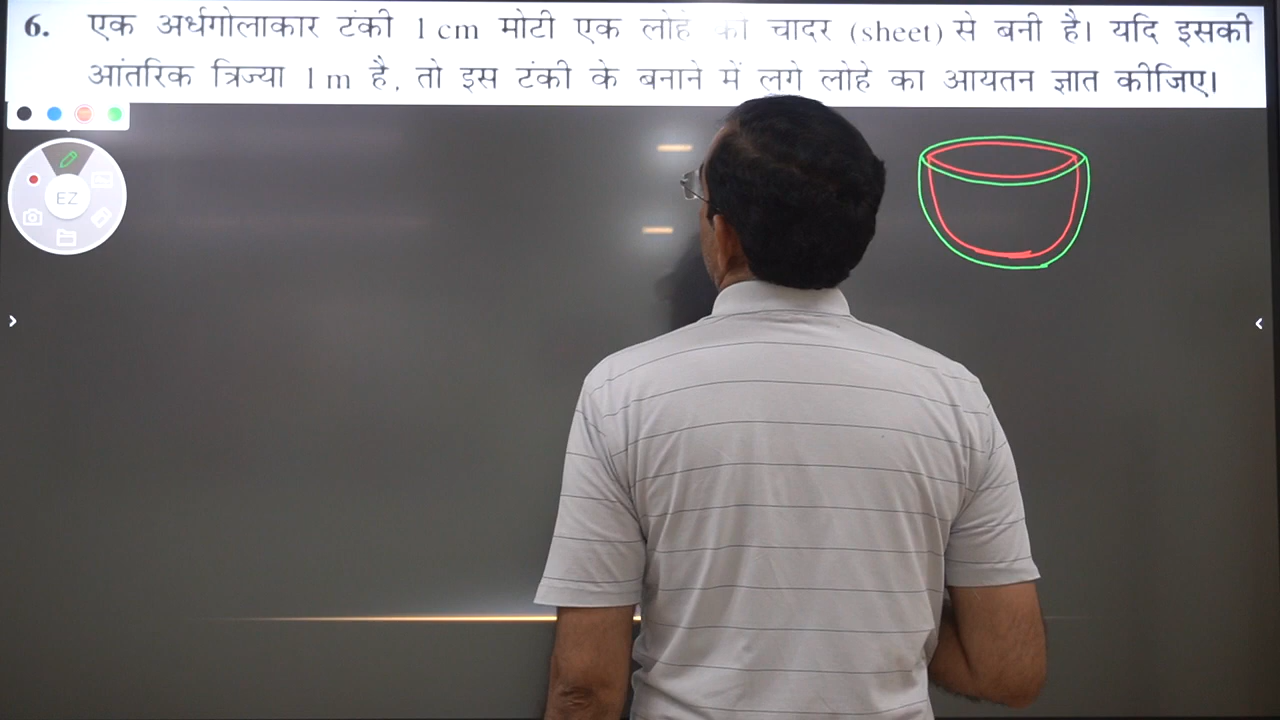 6. एक अर्धगोलाकार टंकी 1 cm मोटी एक लोहे की चादर (sheet) से बनी है। यदि इसकी
आंतरिक त्रिज्या 1 m है, तो इस टंकी के बनाने में लगे लोहे का आयतन ज्ञात कीजिए।
EZ